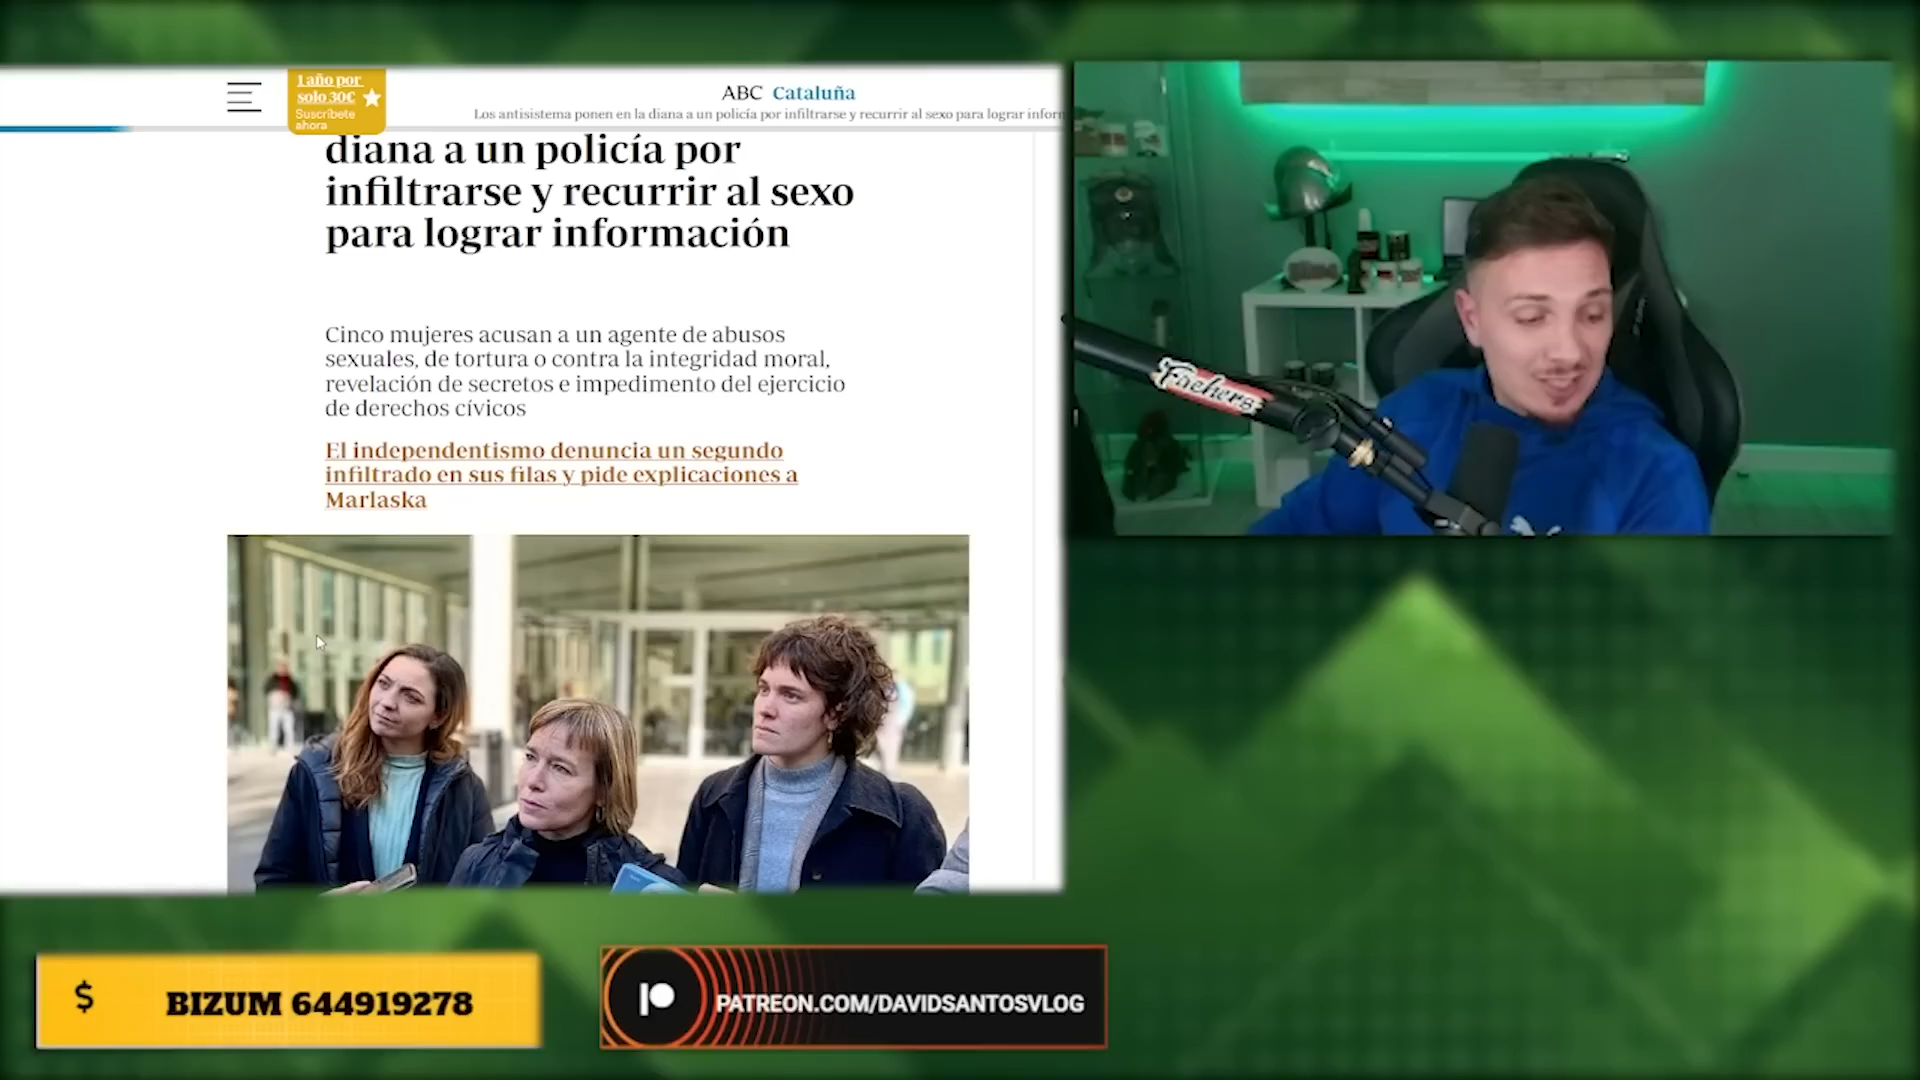 1 año por
solo 30€
Suscríbete
ahora
ABC Cataluña
Los antisistema ponen en la diana a un policía por infiltrarse y recurrir al sexo para lograr inform
diana a un policía por
infiltrarse y recurrir al sexo
para lograr información
Cinco mujeres acusan a un agente de abusos
sexuales, de tortura o contra la integridad moral,
revelación de secretos e impedimento del ejercicio
de derechos cívicos
El independentismo denuncia un segundo
infiltrado en sus filas y pide explicaciones a
Marlaska
Fachers
$ BIZUM 644919278
PATREON.COM/DAVIDSANTOSVLOG